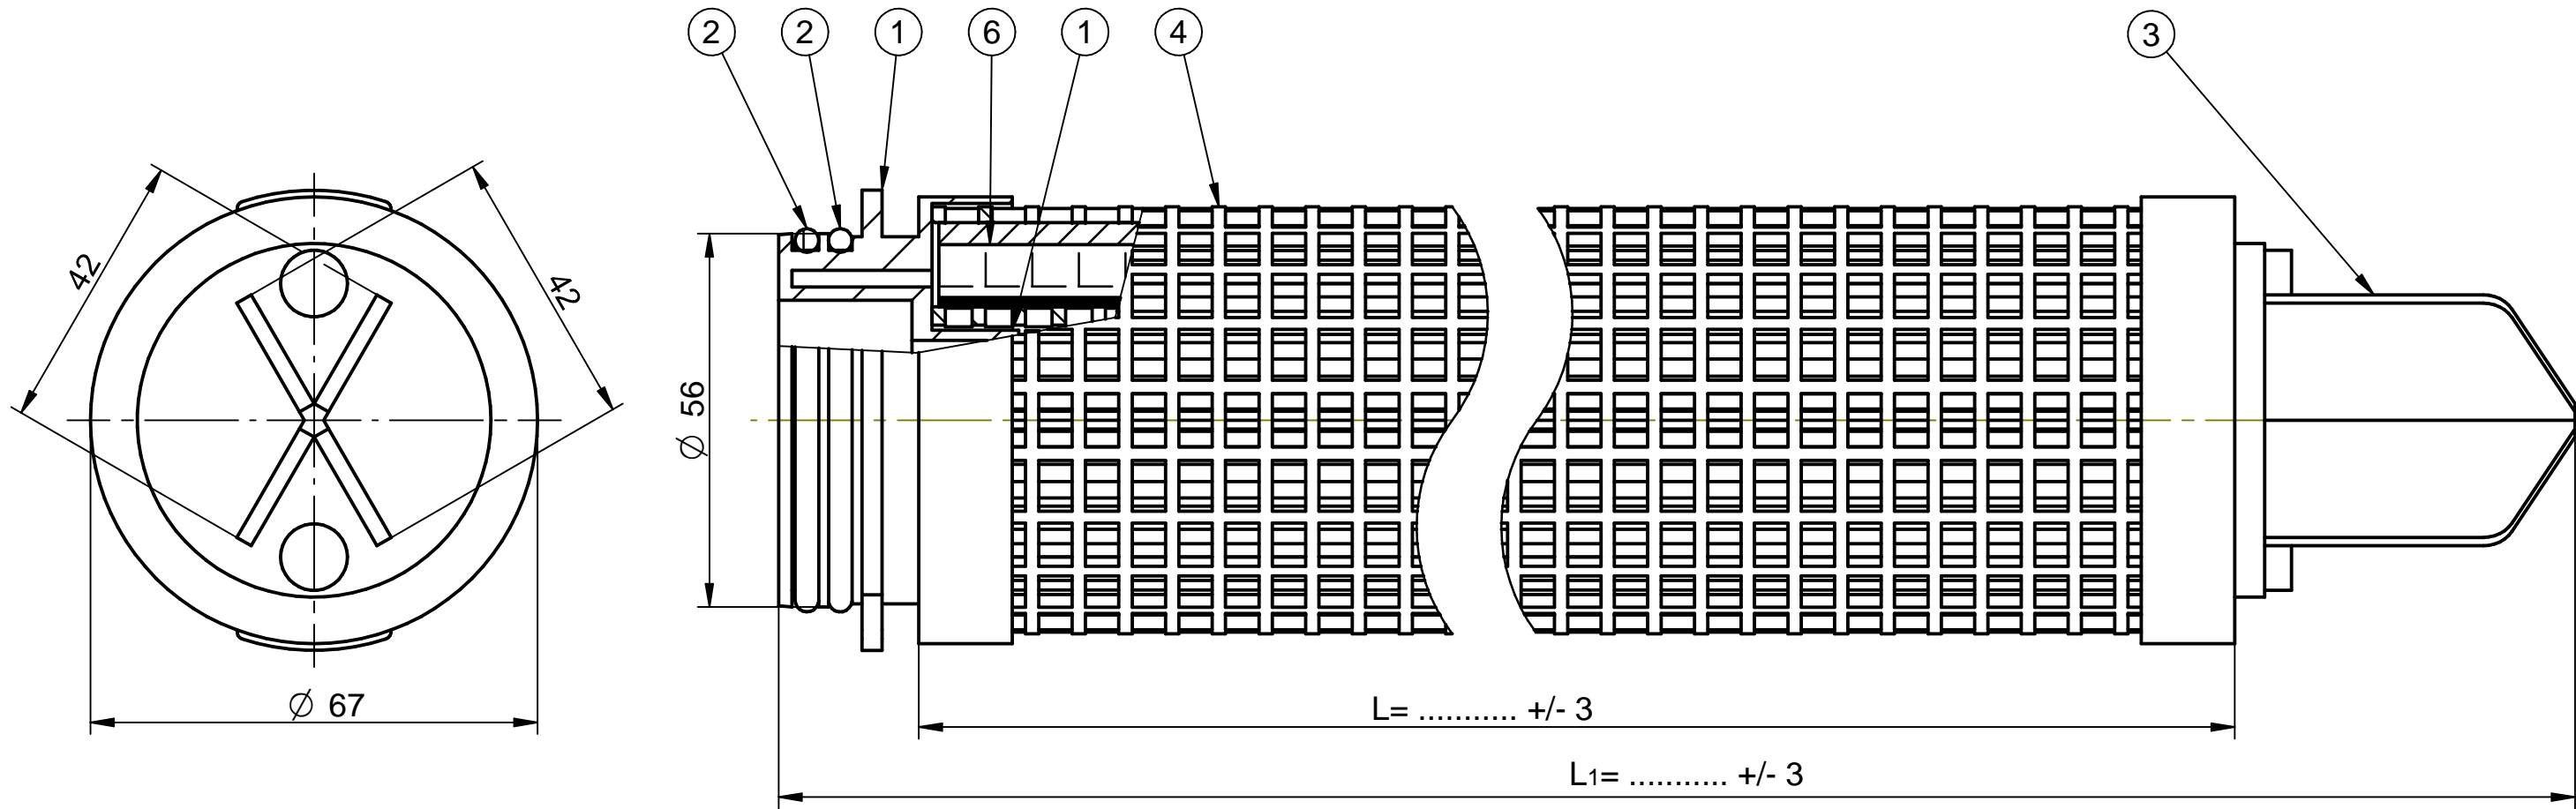 2 2 1 6 1 4 3
42 42
Ø 56
Ø 67
L= ........... +/- 3
L1= ........... +/- 3